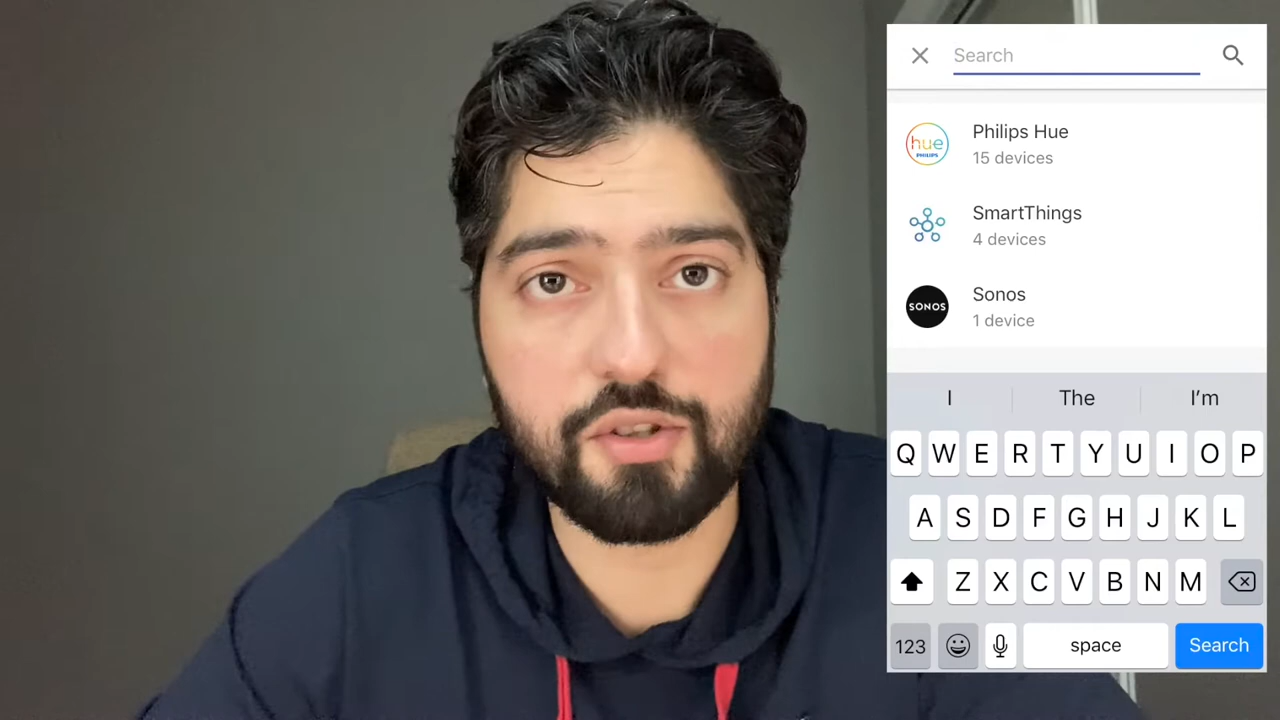 Search
hue
PHILIPS
Philips Hue
15 devices
SmartThings
4 devices
SONOS
Sonos
1 device
I The I'm
Q W E R T Y U I O P
A S D F G H J K L
Z X C V B N M
123 space Search